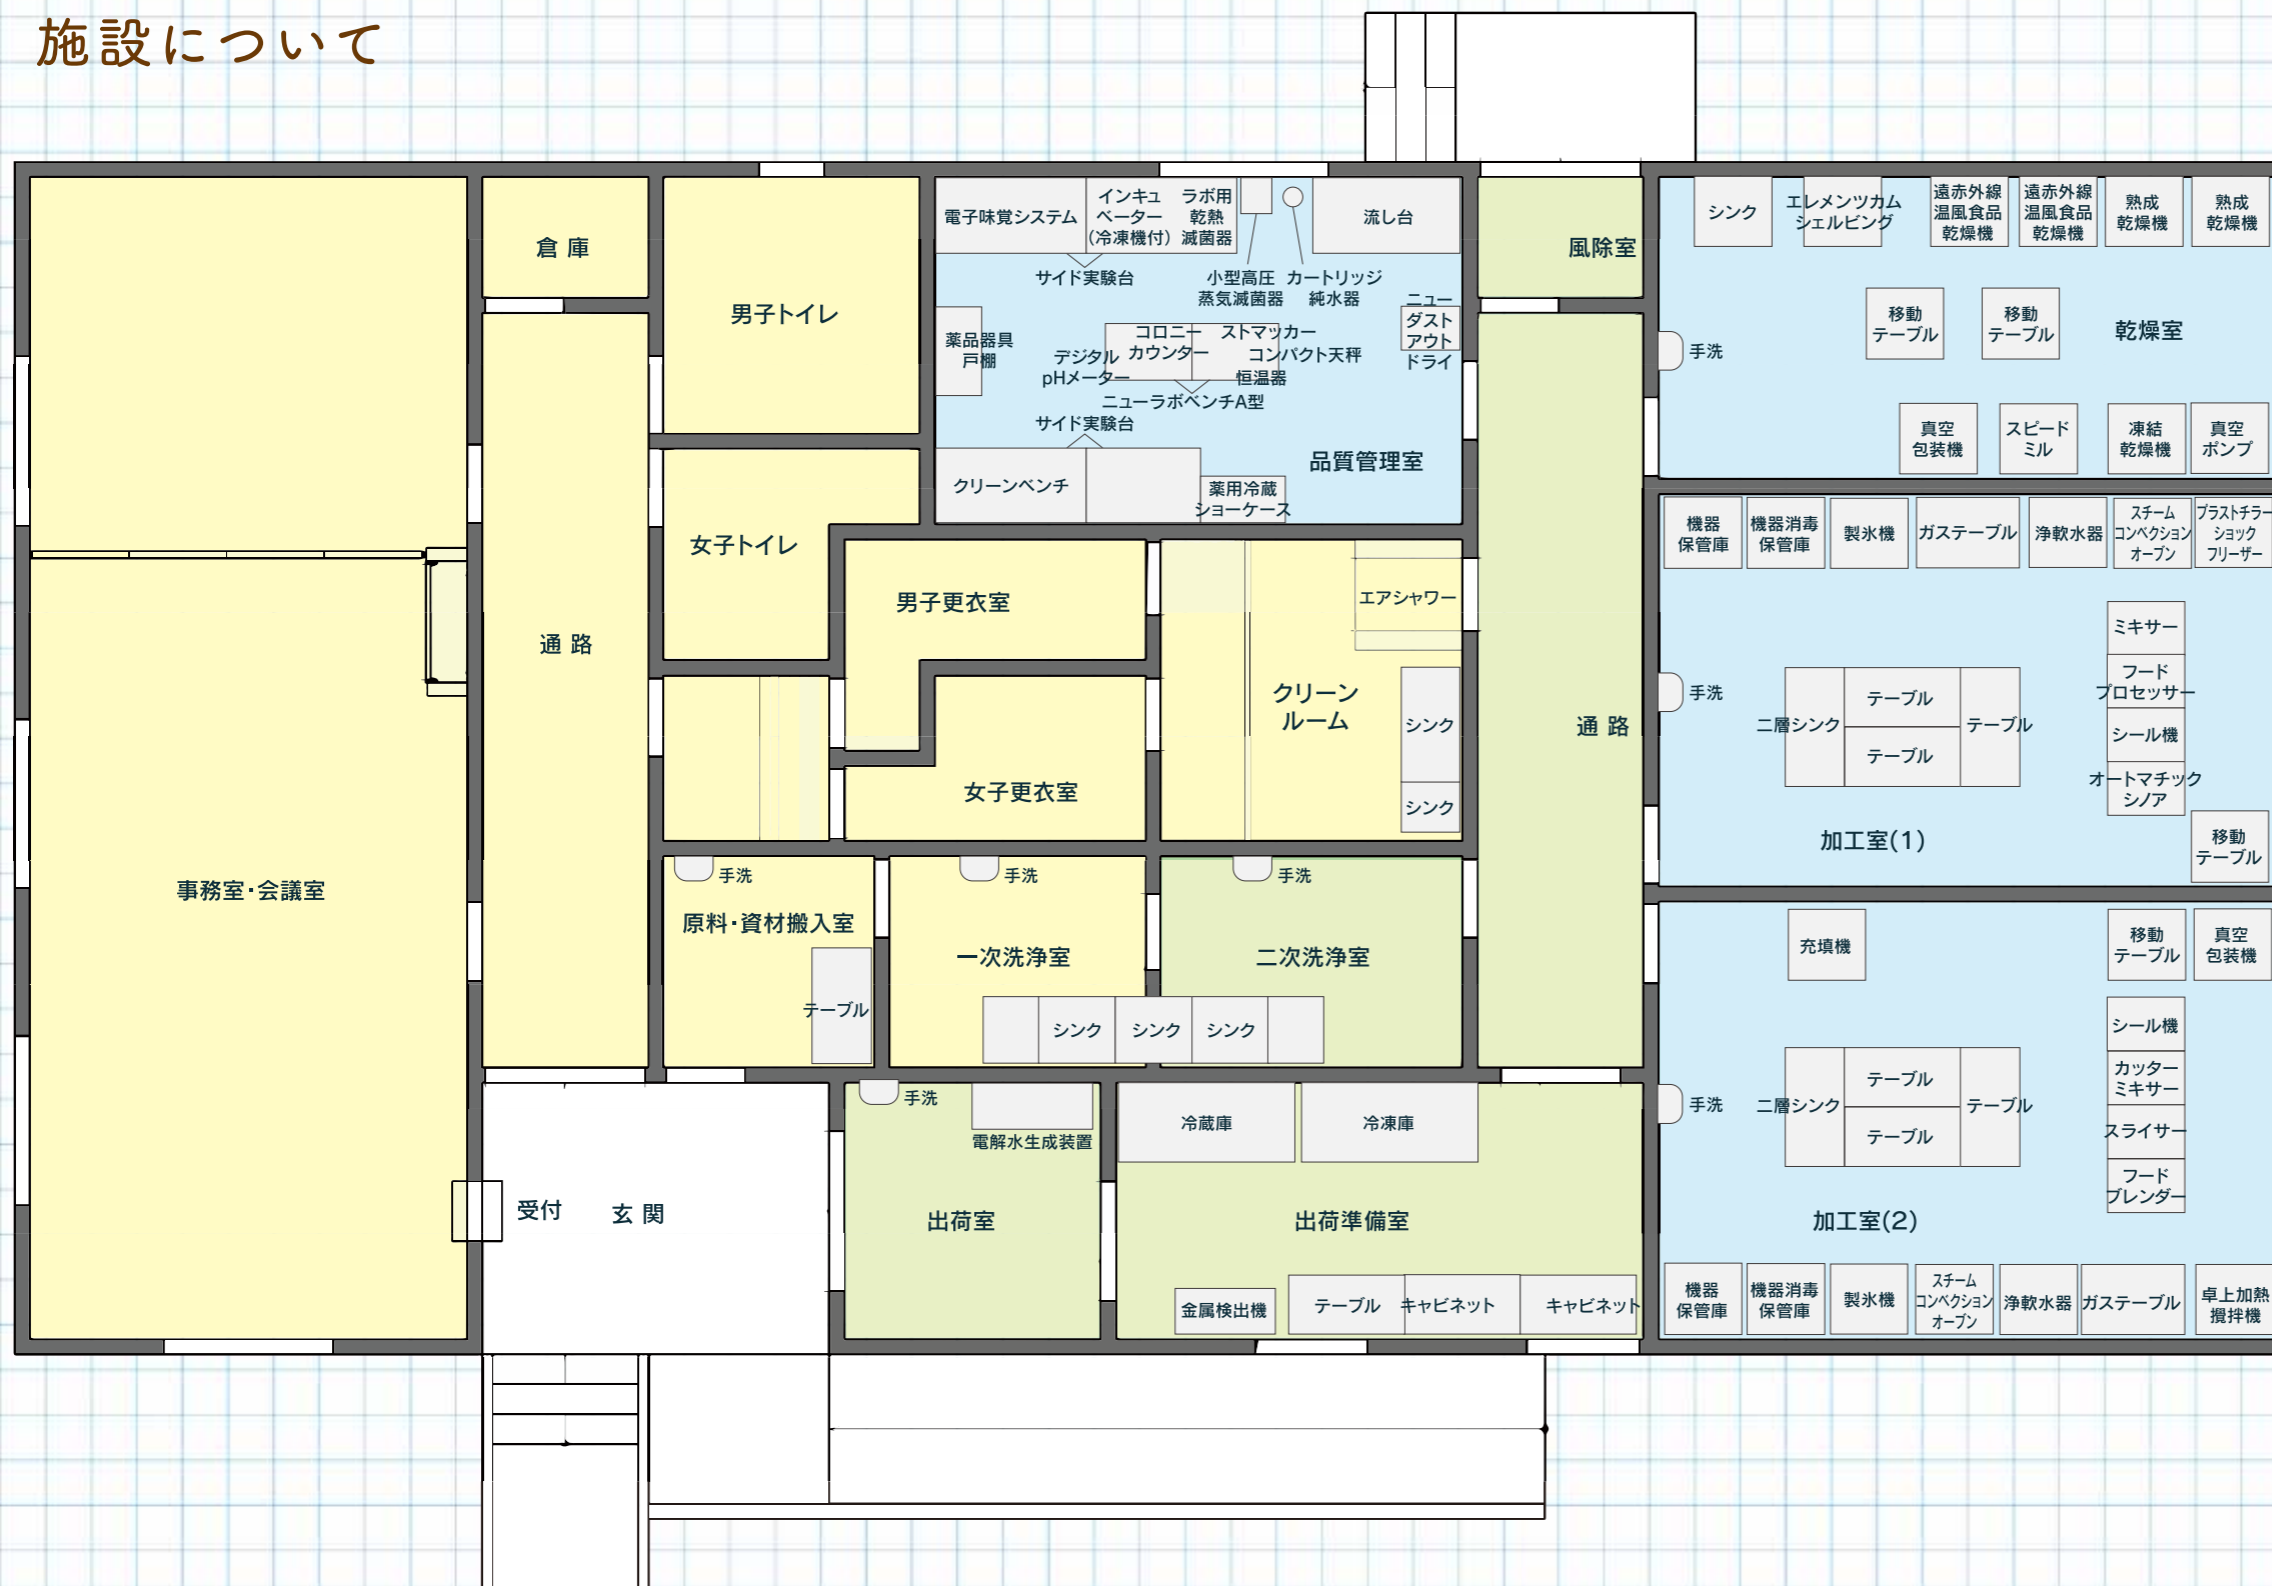 施設について
倉 庫
男子トイレ
女子トイレ
通 路
事務室・会議室
男子更衣室
女子更衣室
電子味覚システム
インキュ
ベーター
(冷凍機付)
ラボ用
乾熱
滅菌器
サイド実験台
小型高圧
蒸気滅菌器
カートリッジ
純水器
流し台
薬品器具
戸棚
デジタル
pHメーター
コロニー
カウンター
ストマッカー
コンパクト天秤
恒温器
ニューラボベンチA型
ニュー
ダスト
アウト
ドライ
サイド実験台
クリーンベンチ
薬用冷蔵
ショーケース
品質管理室
エアシャワー
クリーン
ルーム
シンク
シンク
手洗
原料・資材搬入室
テーブル
手洗
一次洗浄室
手洗
二次洗浄室
シンク
シンク
シンク
受付
玄 関
手洗
電解水生成装置
出荷室
冷蔵庫
冷凍庫
出荷準備室
金属検出機
テーブル
キャビネット
キャビネット
風除室
通 路
シンク
エレメンツカム
シェルビング
遠赤外線
温風食品
乾燥機
遠赤外線
温風食品
乾燥機
熟成
乾燥機
熟成
乾燥機
移動
テーブル
移動
テーブル
乾燥室
手洗
真空
包装機
スピード
ミル
凍結
乾燥機
真空
ポンプ
機器
保管庫
機器消毒
保管庫
製氷機
ガステーブル
浄軟水器
スチーム
コンベクション
オーブン
ブラストチラー
ショック
フリーザー
手洗
二層シンク
テーブル
テーブル
テーブル
ミキサー
フード
プロセッサー
シール機
オートマチック
シノア
移動
テーブル
加工室(1)
充填機
移動
テーブル
真空
包装機
手洗
二層シンク
テーブル
テーブル
テーブル
シール機
カッター
ミキサー
スライサー
フード
ブレンダー
加工室(2)
機器
保管庫
機器消毒
保管庫
製氷機
スチーム
コンベクション
オーブン
浄軟水器
ガステーブル
卓上加熱
攪拌機